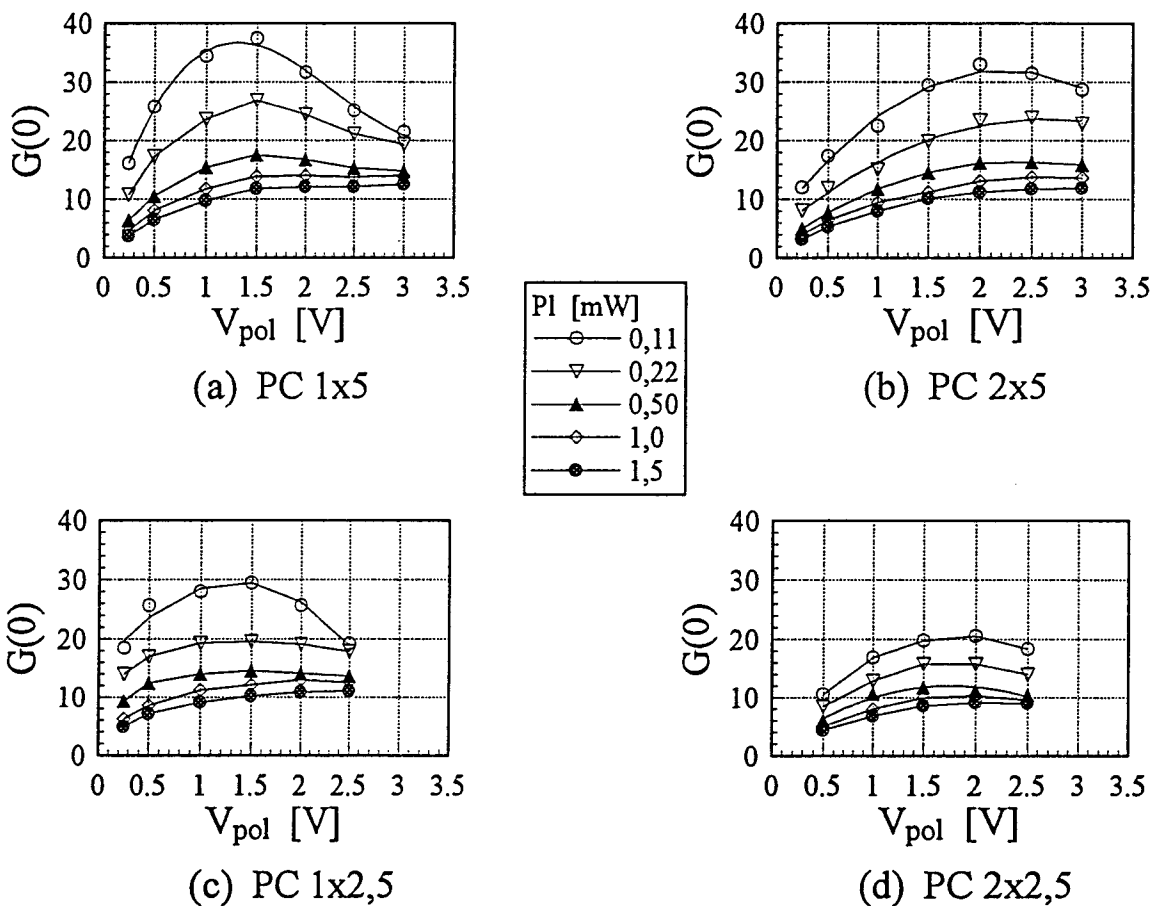 40
30
20
10
0
G(0)
0 0.5 1 1.5 2 2.5 3 3.5
V_pol [V]
(a) PC 1x5
40
30
20
10
0
G(0)
0 0.5 1 1.5 2 2.5 3 3.5
V_pol [V]
(b) PC 2x5
Pl [mW]
0,11
0,22
0,50
1,0
1,5
40
30
20
10
0
G(0)
0 0.5 1 1.5 2 2.5 3 3.5
V_pol [V]
(c) PC 1x2,5
40
30
20
10
0
G(0)
0 0.5 1 1.5 2 2.5 3 3.5
V_pol [V]
(d) PC 2x2,5